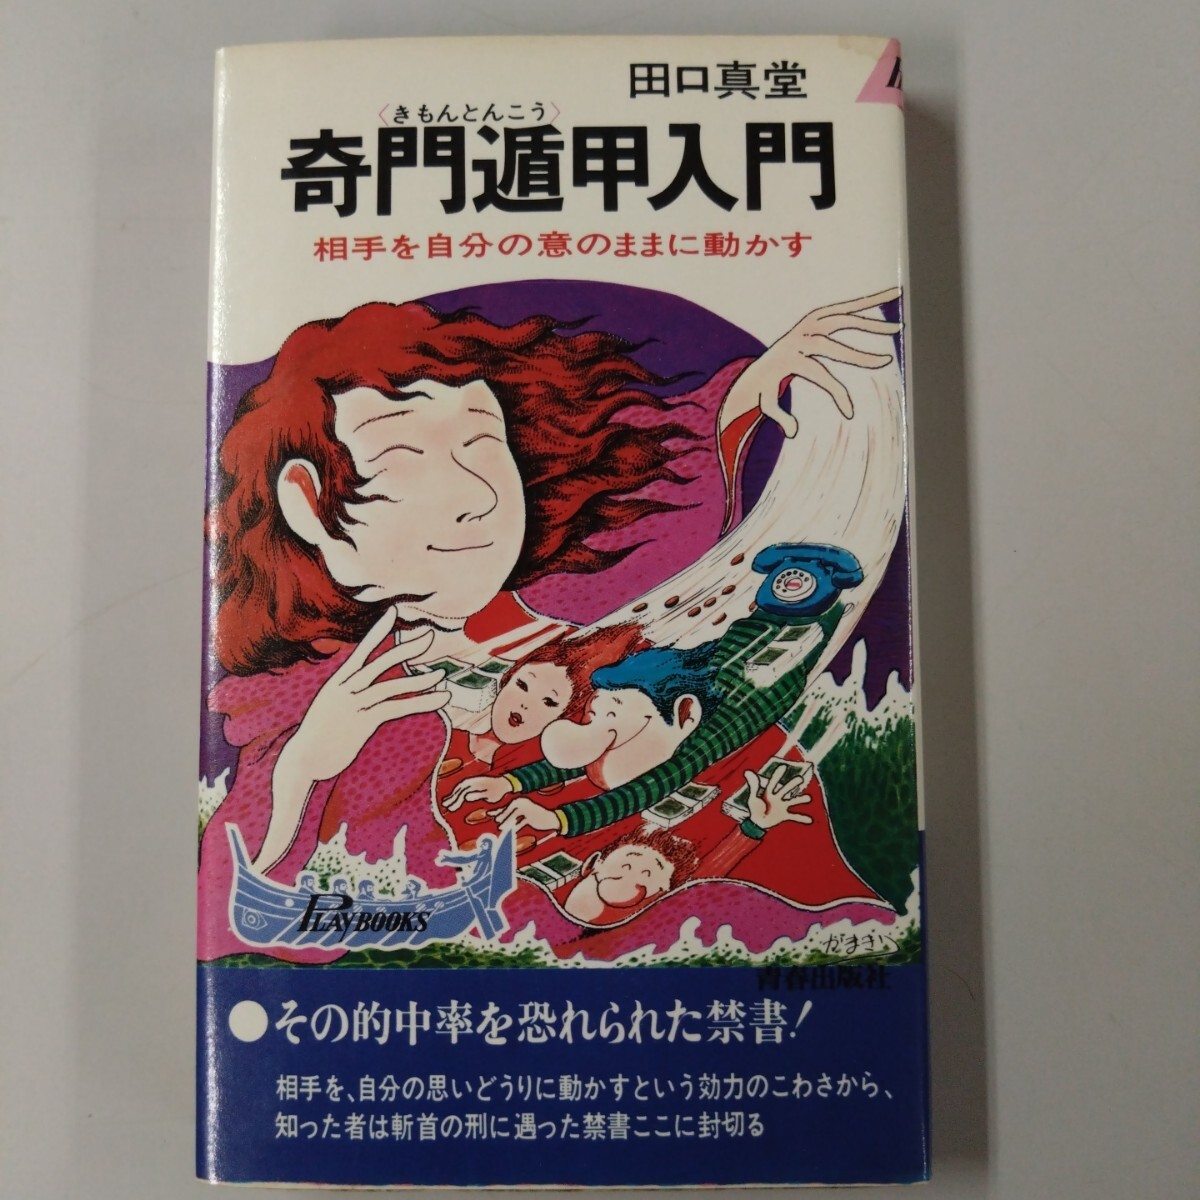 田口真堂
〈きもんとんこう〉
奇門遁甲入門
相手を自分の意のままに動かす
PLAYBOOKS
青春出版社
●その的中率を恐れられた禁書!
相手を、自分の思いどうりに動かすという効力のこわさから、
知った者は斬首の刑に遇った禁書ここに封切る